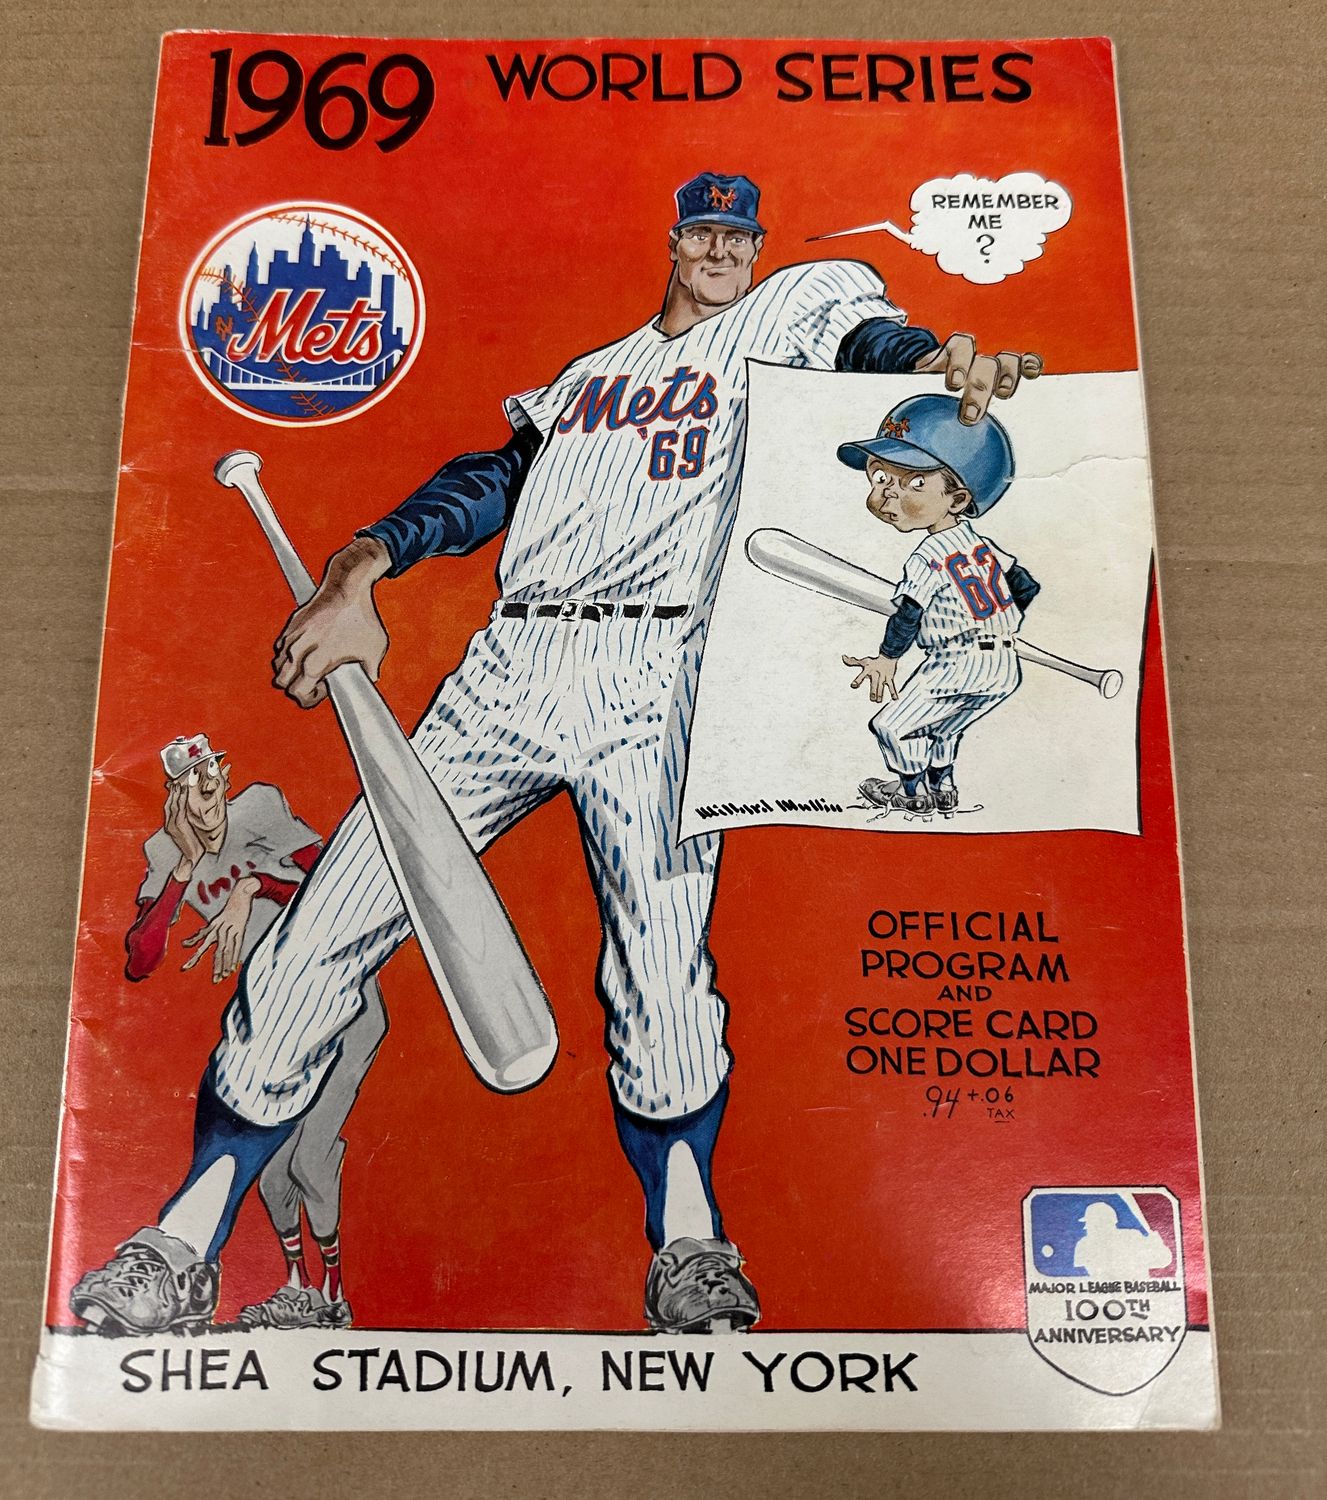 1969 WORLD SERIES
REMEMBER
ME
?
Mets
NY
Mets
'69
'62
Willard Mullin
OFFICIAL
PROGRAM
AND
SCORE CARD
ONE DOLLAR
.94 + .06
TAX
MAJOR LEAGUE BASEBALL
100TH
ANNIVERSARY
SHEA STADIUM, NEW YORK